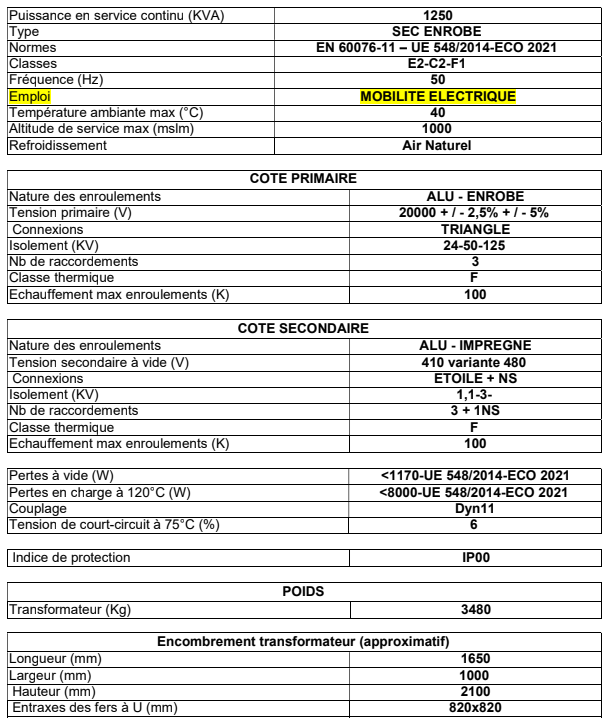 Puissance en service continu (KVA) 1250
Type SEC ENROBE
Normes EN 60076-11 – UE 548/2014-ECO 2021
Classes E2-C2-F1
Fréquence (Hz) 50
Emploi MOBILITE ELECTRIQUE
Température ambiante max (°C) 40
Altitude de service max (mslm) 1000
Refroidissement Air Naturel
COTE PRIMAIRE
Nature des enroulements ALU - ENROBE
Tension primaire (V) 20000 + / - 2,5% + / - 5%
Connexions TRIANGLE
Isolement (KV) 24-50-125
Nb de raccordements 3
Classe thermique F
Echauffement max enroulements (K) 100
COTE SECONDAIRE
Nature des enroulements ALU - IMPREGNE
Tension secondaire à vide (V) 410 variante 480
Connexions ETOILE + NS
Isolement (KV) 1,1-3-
Nb de raccordements 3 + 1NS
Classe thermique F
Echauffement max enroulements (K) 100
Pertes à vide (W) <1170-UE 548/2014-ECO 2021
Pertes en charge à 120°C (W) <8000-UE 548/2014-ECO 2021
Couplage Dyn11
Tension de court-circuit à 75°C (%) 6
Indice de protection IP00
POIDS
Transformateur (Kg) 3480
Encombrement transformateur (approximatif)
Longueur (mm) 1650
Largeur (mm) 1000
Hauteur (mm) 2100
Entraxes des fers à U (mm) 820x820